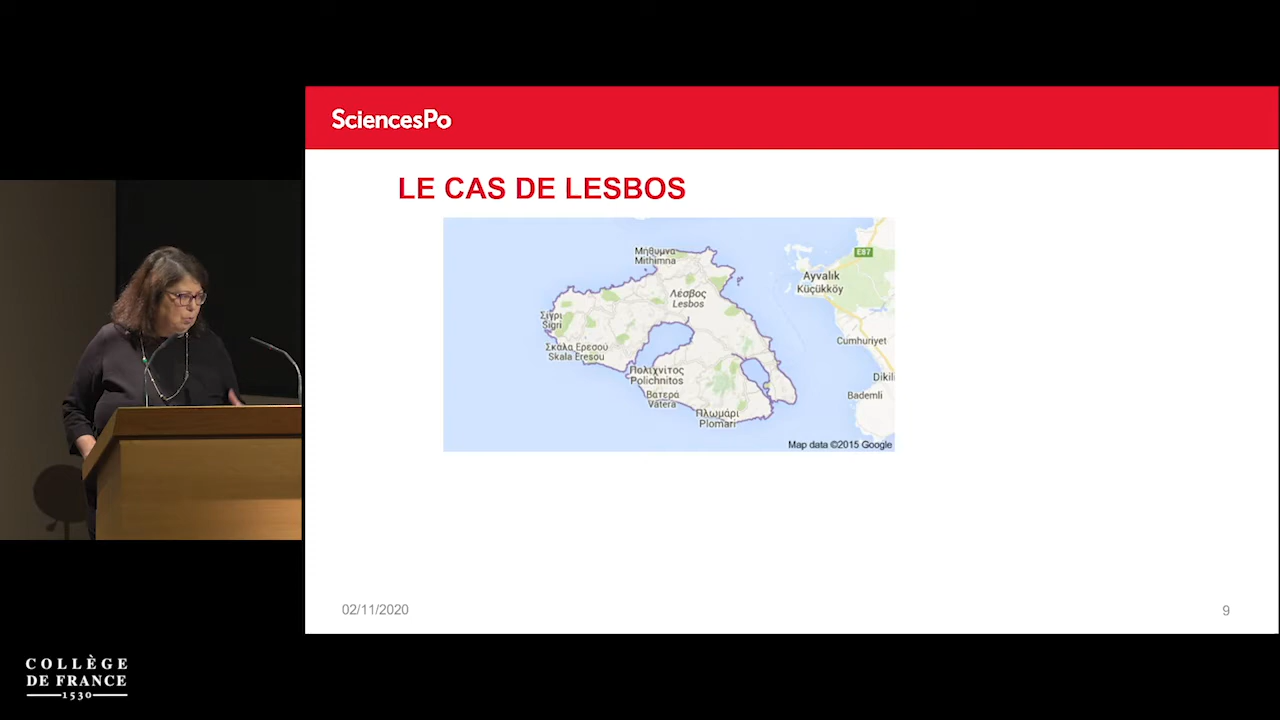 SciencesPo
LE CAS DE LESBOS
Μήθυμνα
Mithimna
E87
Ayvalık
Küçükköy
Λέσβος
Lesbos
Σίγρι
Sigri
Σκάλα Ερεσού
Skala Eresou
Cumhuriyet
Πολιχνίτος
Polichnitos
Dikili
Βατερά
Vatera
Bademli
Πλωμάρι
Plomari
Map data ©2015 Google
02/11/2020
9
COLLÈGE
DE FRANCE
1530